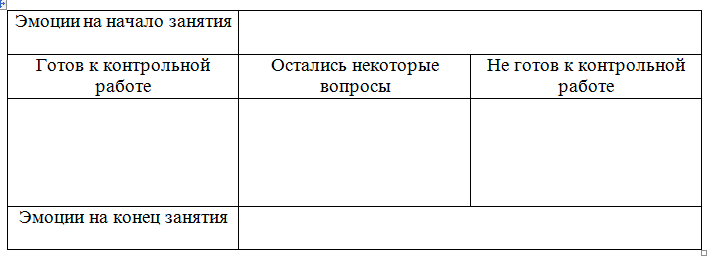 Эмоции на начало занятия
Готов к контрольной
работе
Остались некоторые
вопросы
Не готов к контрольной
работе
Эмоции на конец занятия